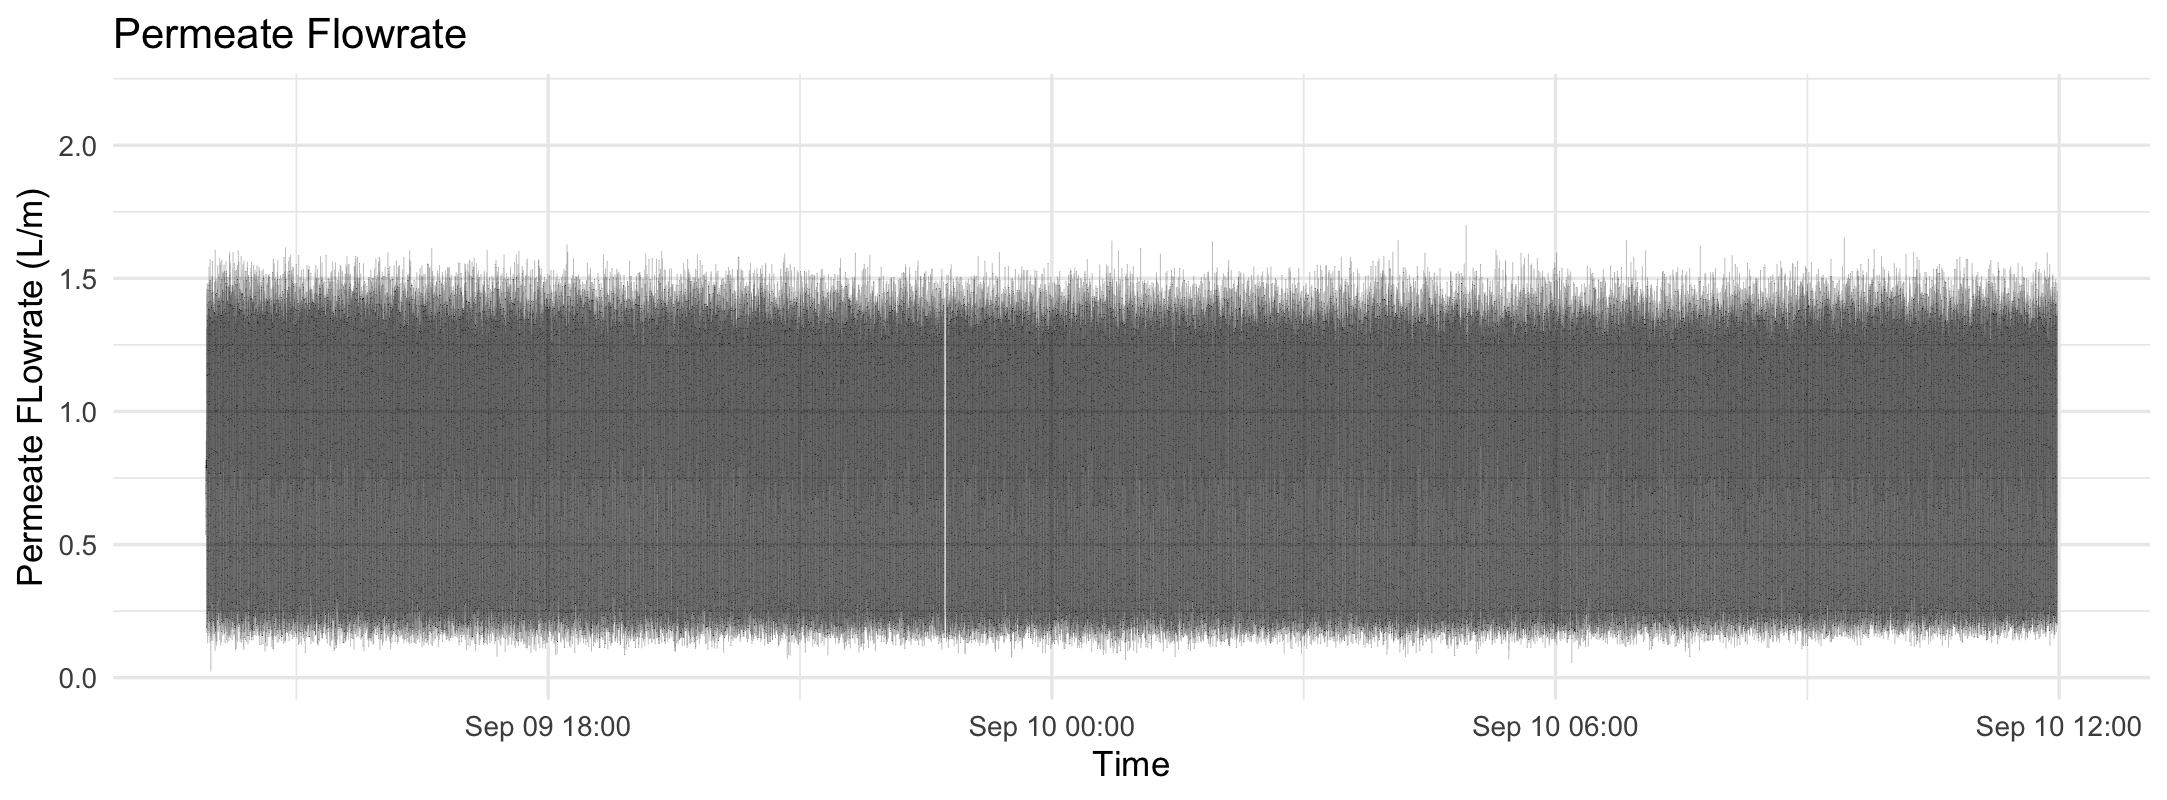 Permeate Flowrate
Permeate FLowrate (L/m)
2.0
1.5
1.0
0.5
0.0
Sep 09 18:00
Sep 10 00:00
Sep 10 06:00
Sep 10 12:00
Time